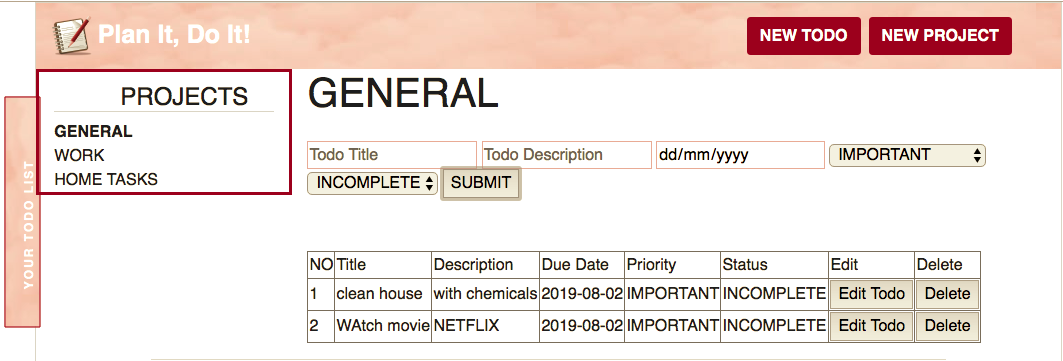 Plan It, Do It!
NEW TODO NEW PROJECT
PROJECTS
GENERAL
WORK
HOME TASKS
YOUR TODO LIST
GENERAL
Todo Title Todo Description dd/mm/yyyy IMPORTANT
INCOMPLETE SUBMIT
NO Title Description Due Date Priority Status Edit Delete
1 clean house with chemicals 2019-08-02 IMPORTANT INCOMPLETE Edit Todo Delete
2 WAtch movie NETFLIX 2019-08-02 IMPORTANT INCOMPLETE Edit Todo Delete